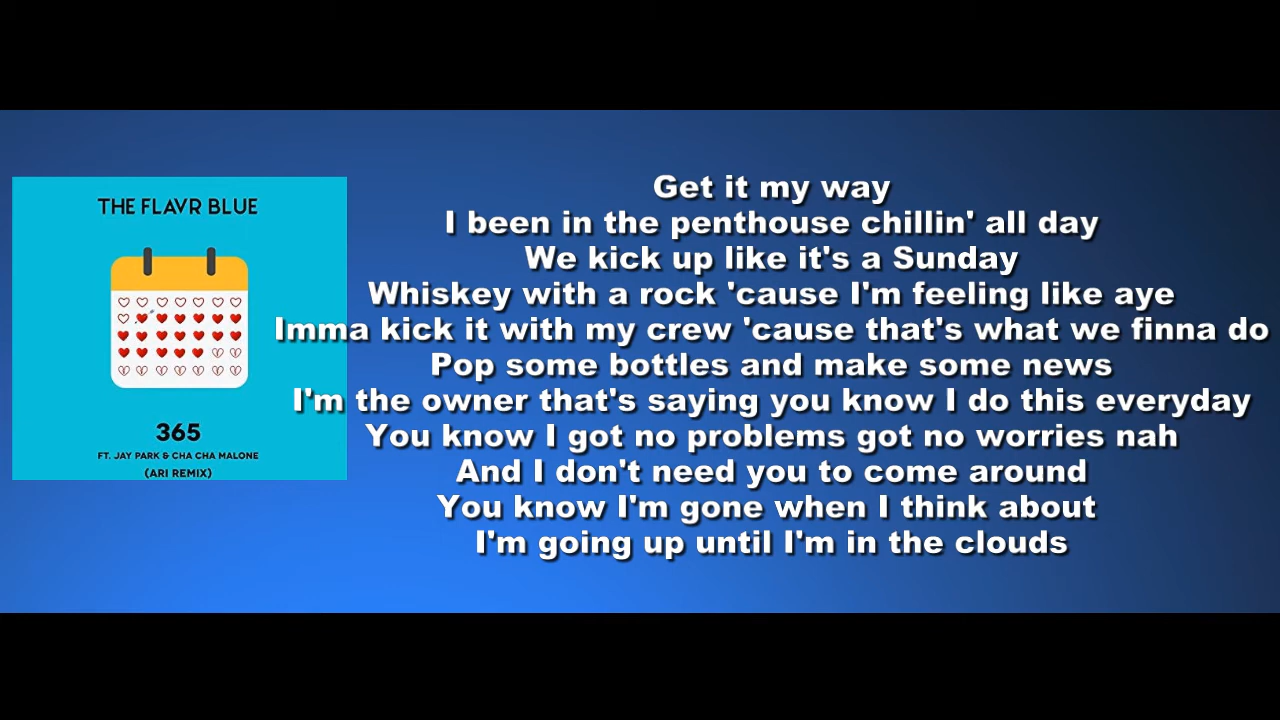 THE FLAVR BLUE
365
FT. JAY PARK & CHA CHA MALONE
(ARI REMIX)
Get it my way
I been in the penthouse chillin' all day
We kick up like it's a Sunday
Whiskey with a rock 'cause I'm feeling like aye
Imma kick it with my crew 'cause that's what we finna do
Pop some bottles and make some news
I'm the owner that's saying you know I do this everyday
You know I got no problems got no worries nah
And I don't need you to come around
You know I'm gone when I think about
I'm going up until I'm in the clouds